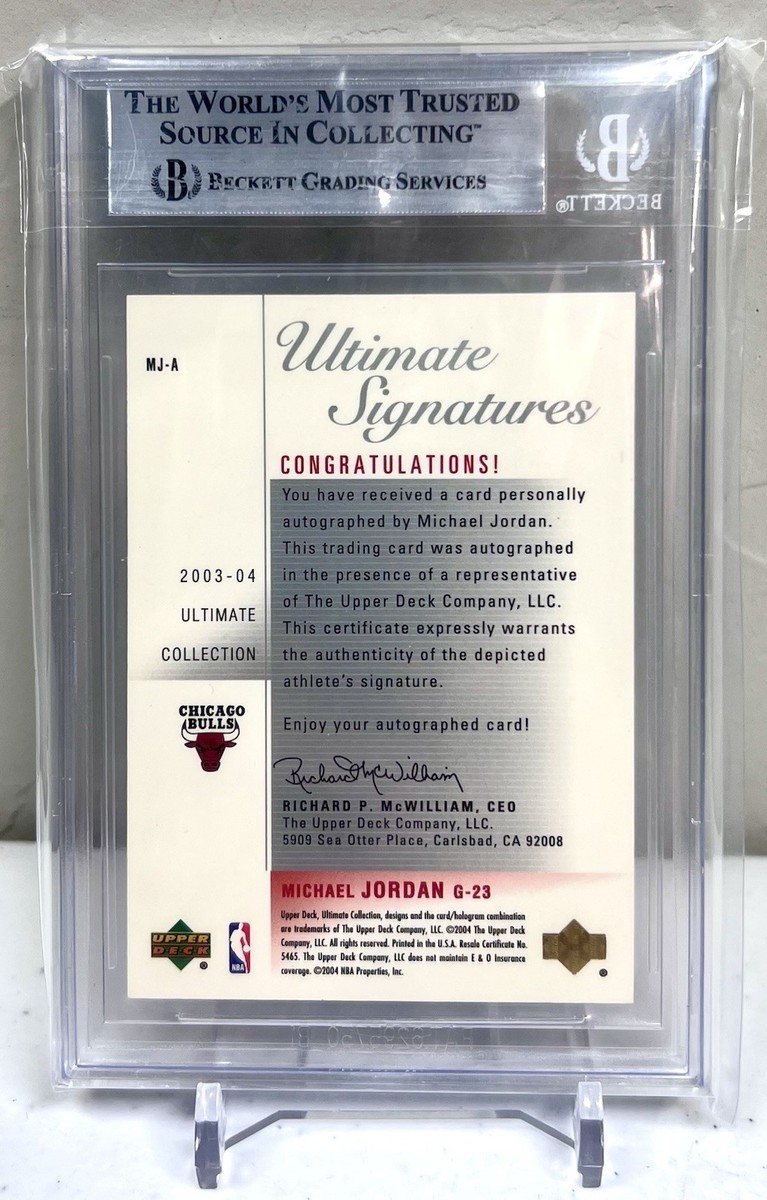 THE WORLD'S MOST TRUSTED
SOURCE IN COLLECTING™
B BECKETT GRADING SERVICES
B
BECKETT®
MJ-A
Ultimate
Signatures
CONGRATULATIONS!
You have received a card personally
autographed by Michael Jordan.
This trading card was autographed
in the presence of a representative
of The Upper Deck Company, LLC.
This certificate expressly warrants
the authenticity of the depicted
athlete's signature.
Enjoy your autographed card!
2003-04
ULTIMATE
COLLECTION
CHICAGO
BULLS
Richard P. McWilliam
RICHARD P. McWILLIAM, CEO
The Upper Deck Company, LLC.
5909 Sea Otter Place, Carlsbad, CA 92008
MICHAEL JORDAN G-23
Upper Deck, Ultimate Collection, designs and the card/hologram combination
are trademarks of The Upper Deck Company, LLC. ©2004 The Upper Deck
Company, LLC. All rights reserved. Printed in the U.S.A. Resale Certificate No.
5465. The Upper Deck Company, LLC does not maintain E & O Insurance
coverage. ©2004 NBA Properties, Inc.
UPPER
DECK
®
NBA
®